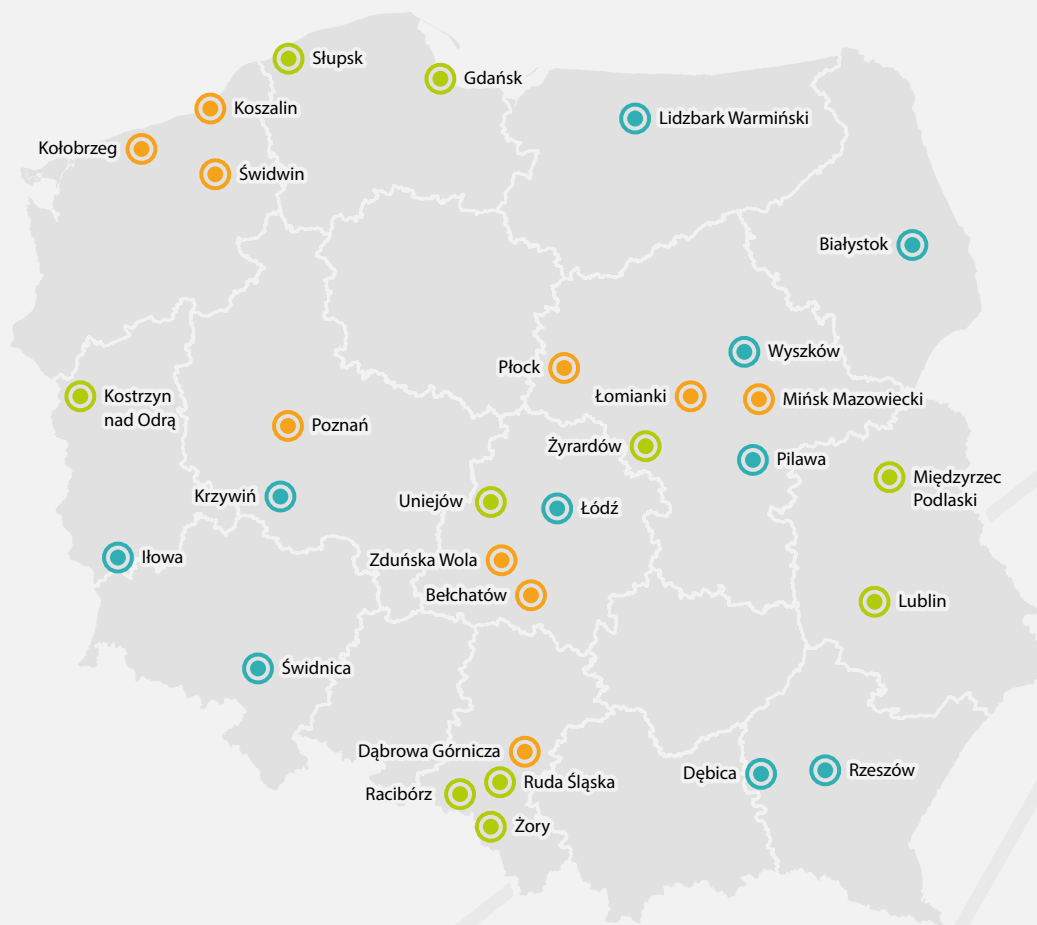 Słupsk
Gdańsk
Koszalin
Lidzbark Warmiński
Kołobrzeg
Świdwin
Białystok
Wyszków
Płock
Łomianki
Mińsk Mazowiecki
Kostrzyn
nad Odrą
Poznań
Żyrardów
Pilawa
Międzyrzec
Podlaski
Krzywiń
Uniejów
Łódź
Iłowa
Zduńska Wola
Bełchatów
Lublin
Świdnica
Dąbrowa Górnicza
Ruda Śląska
Dębica
Rzeszów
Racibórz
Żory